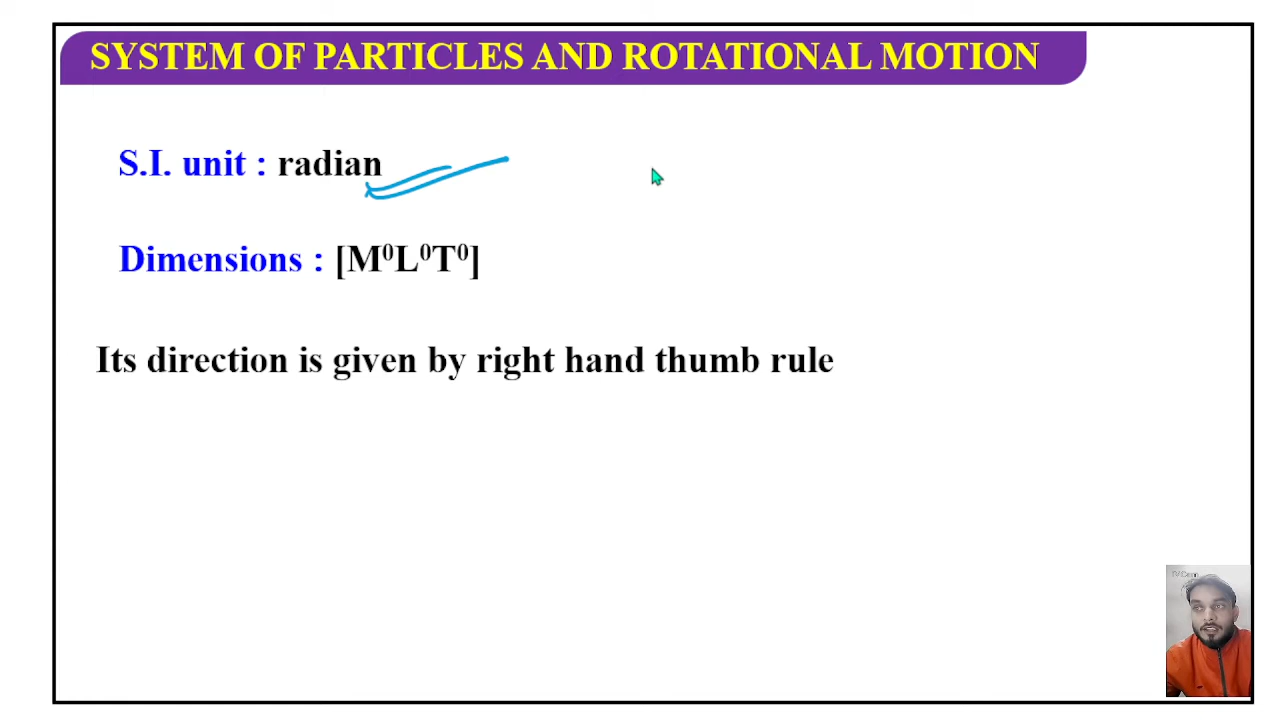 SYSTEM OF PARTICLES AND ROTATIONAL MOTION
S.I. unit : radian
Dimensions : [M⁰L⁰T⁰]
Its direction is given by right hand thumb rule